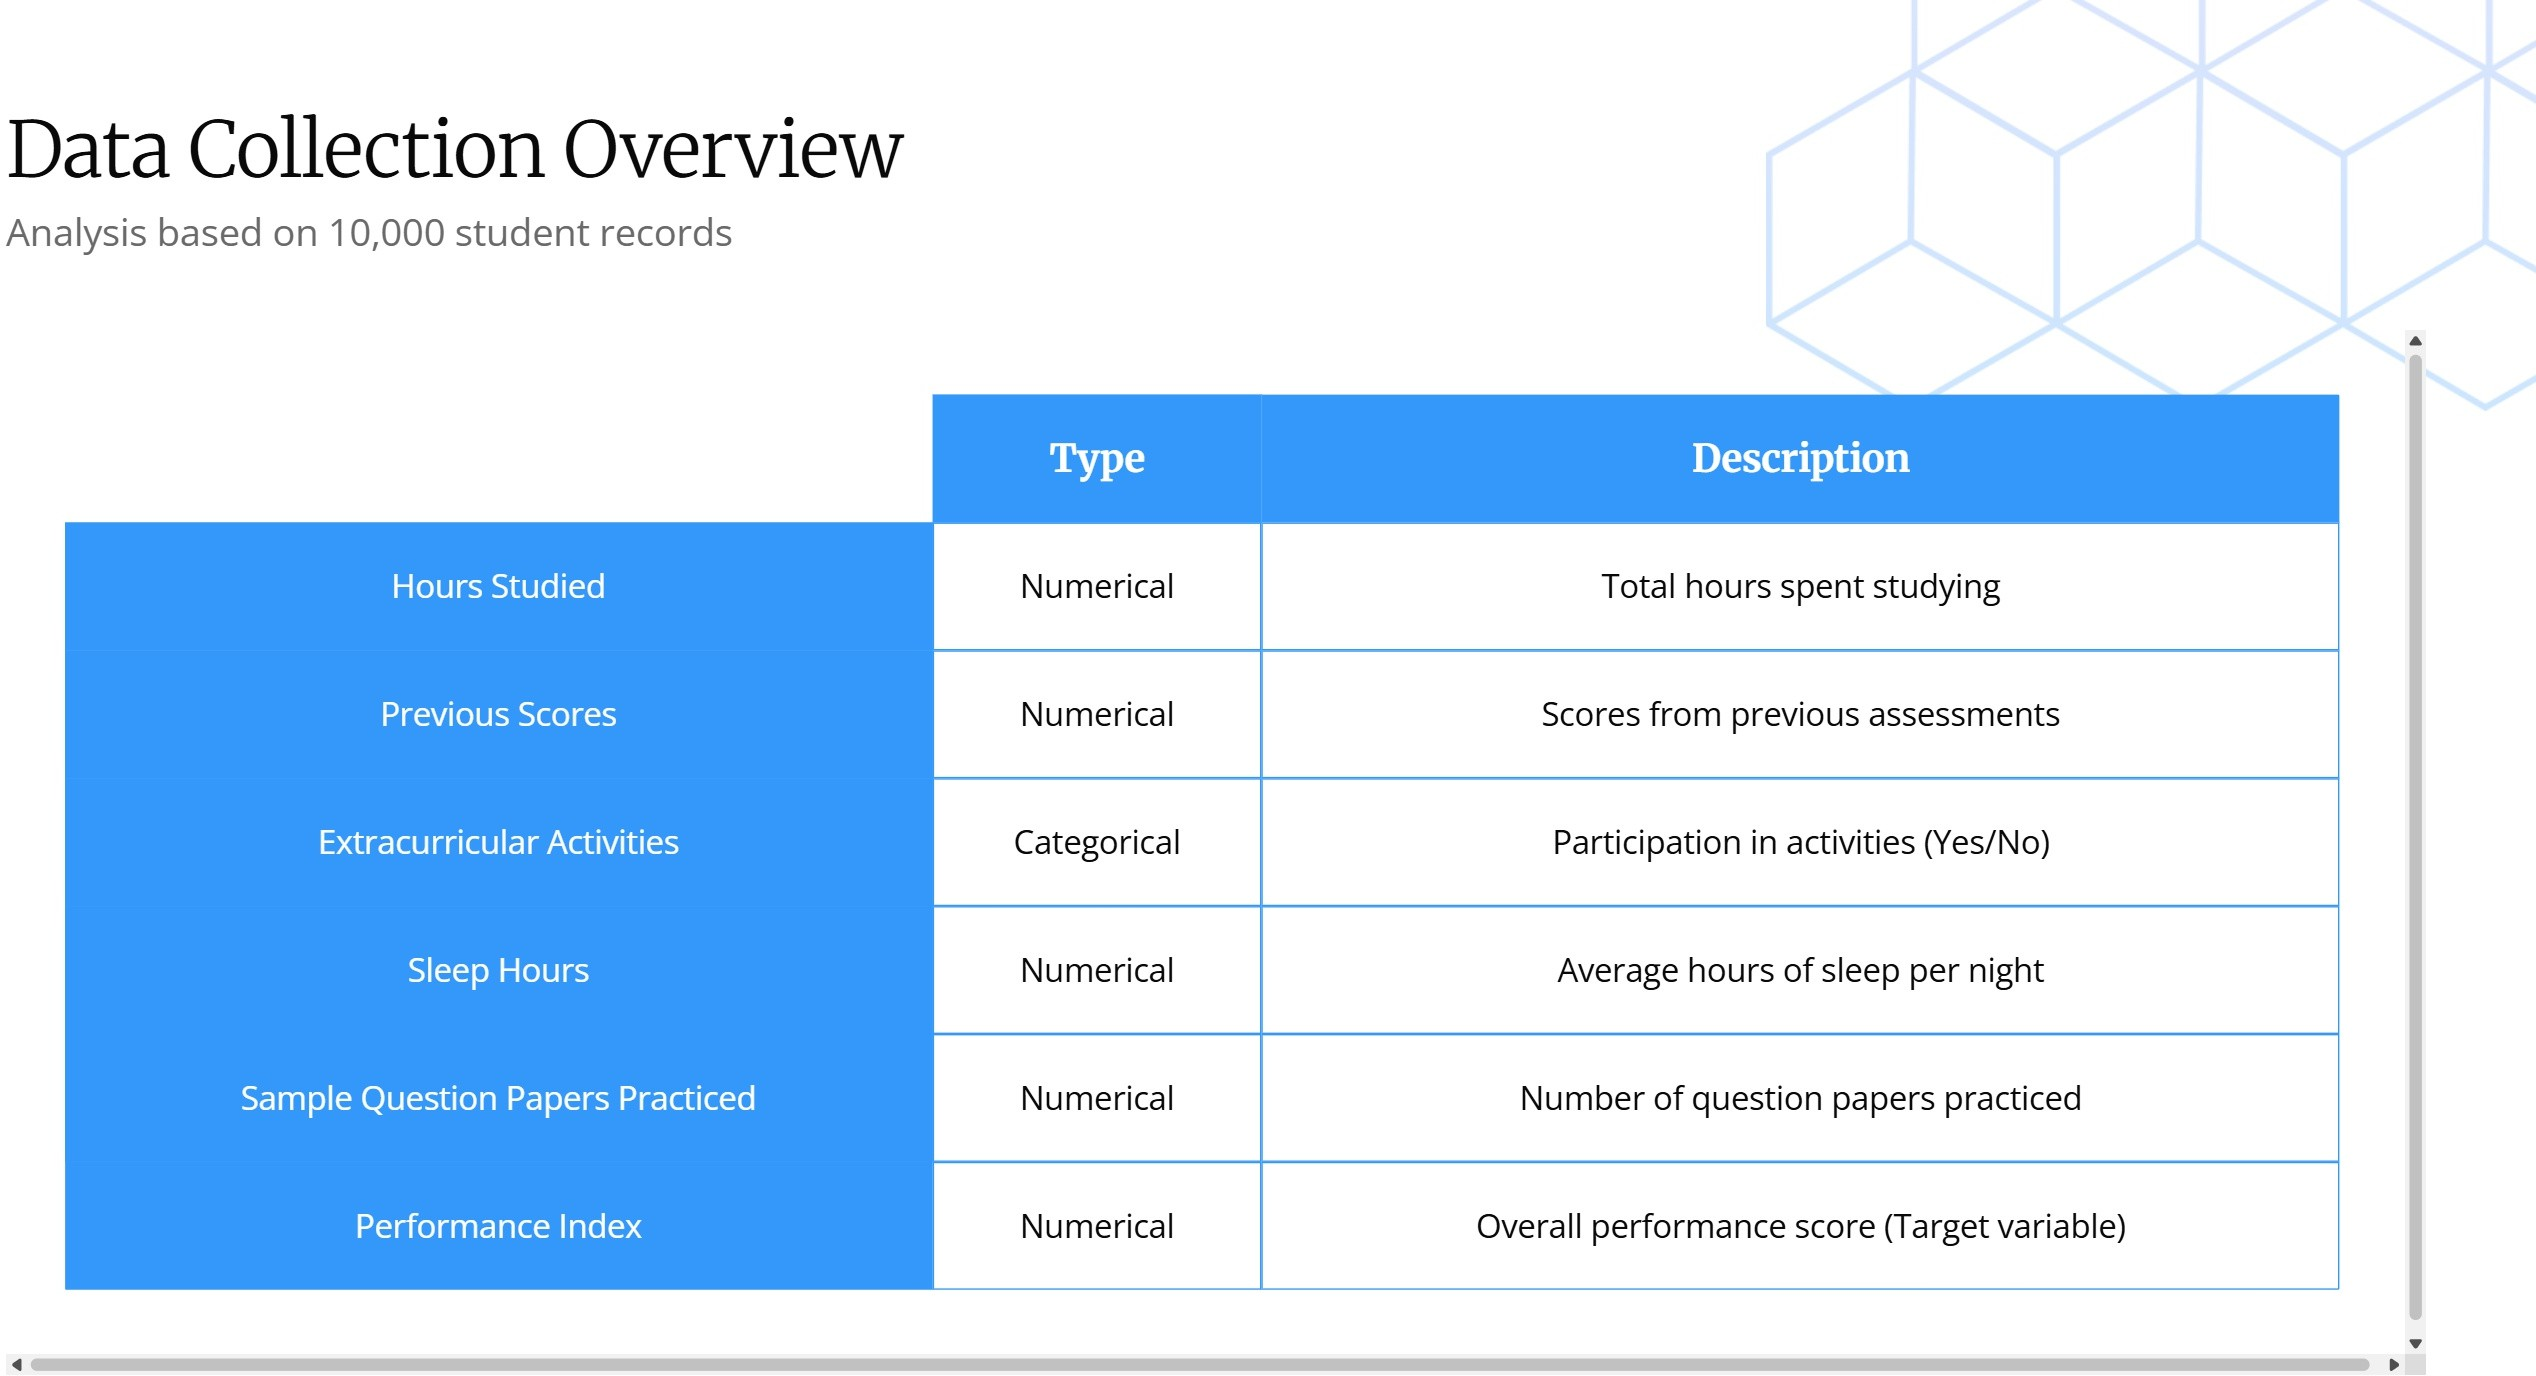 Data Collection Overview
Analysis based on 10,000 student records
Type Description
Hours Studied Numerical Total hours spent studying
Previous Scores Numerical Scores from previous assessments
Extracurricular Activities Categorical Participation in activities (Yes/No)
Sleep Hours Numerical Average hours of sleep per night
Sample Question Papers Practiced Numerical Number of question papers practiced
Performance Index Numerical Overall performance score (Target variable)